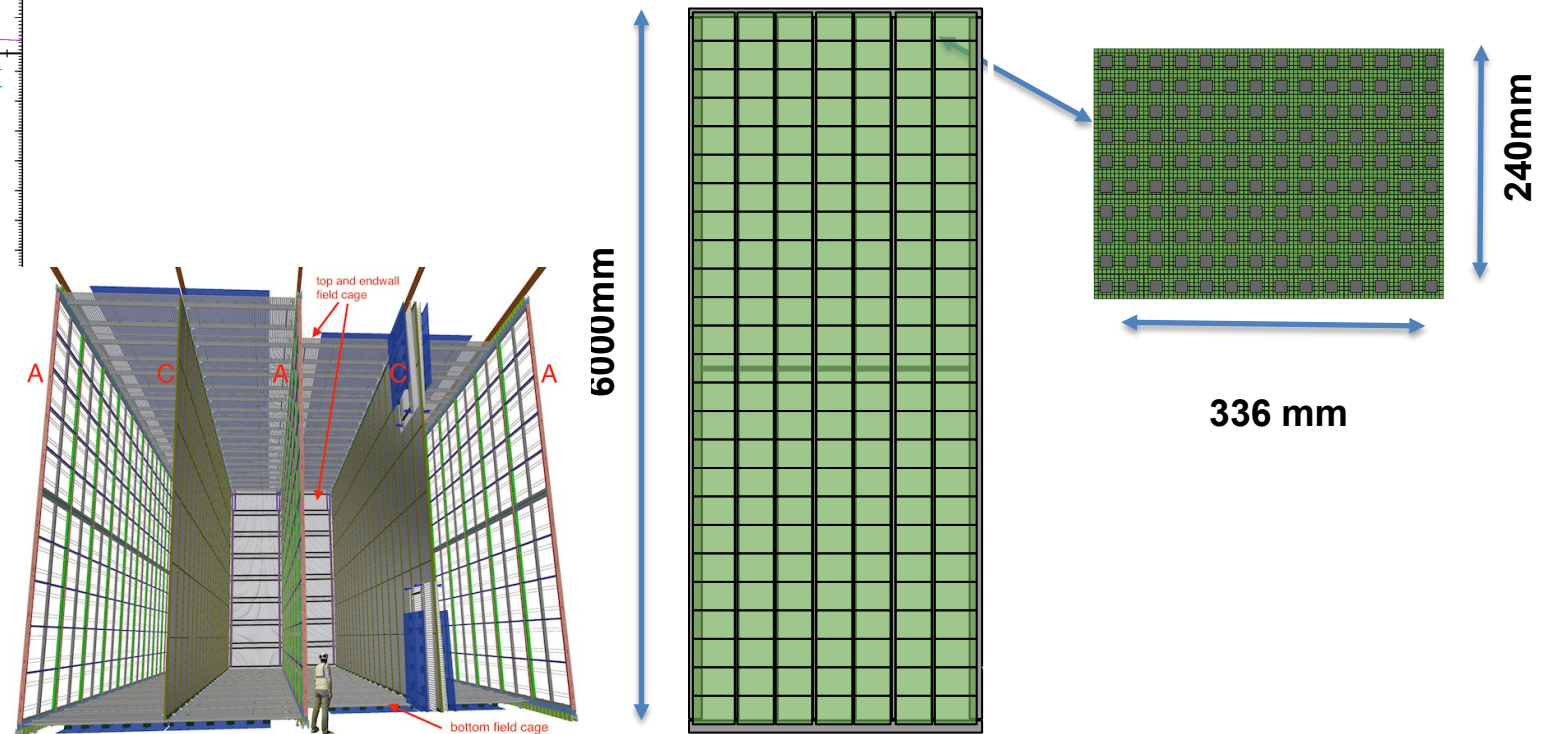 top and endwall
field cage
A
C
A
C
A
bottom field cage
6000mm
240mm
336 mm